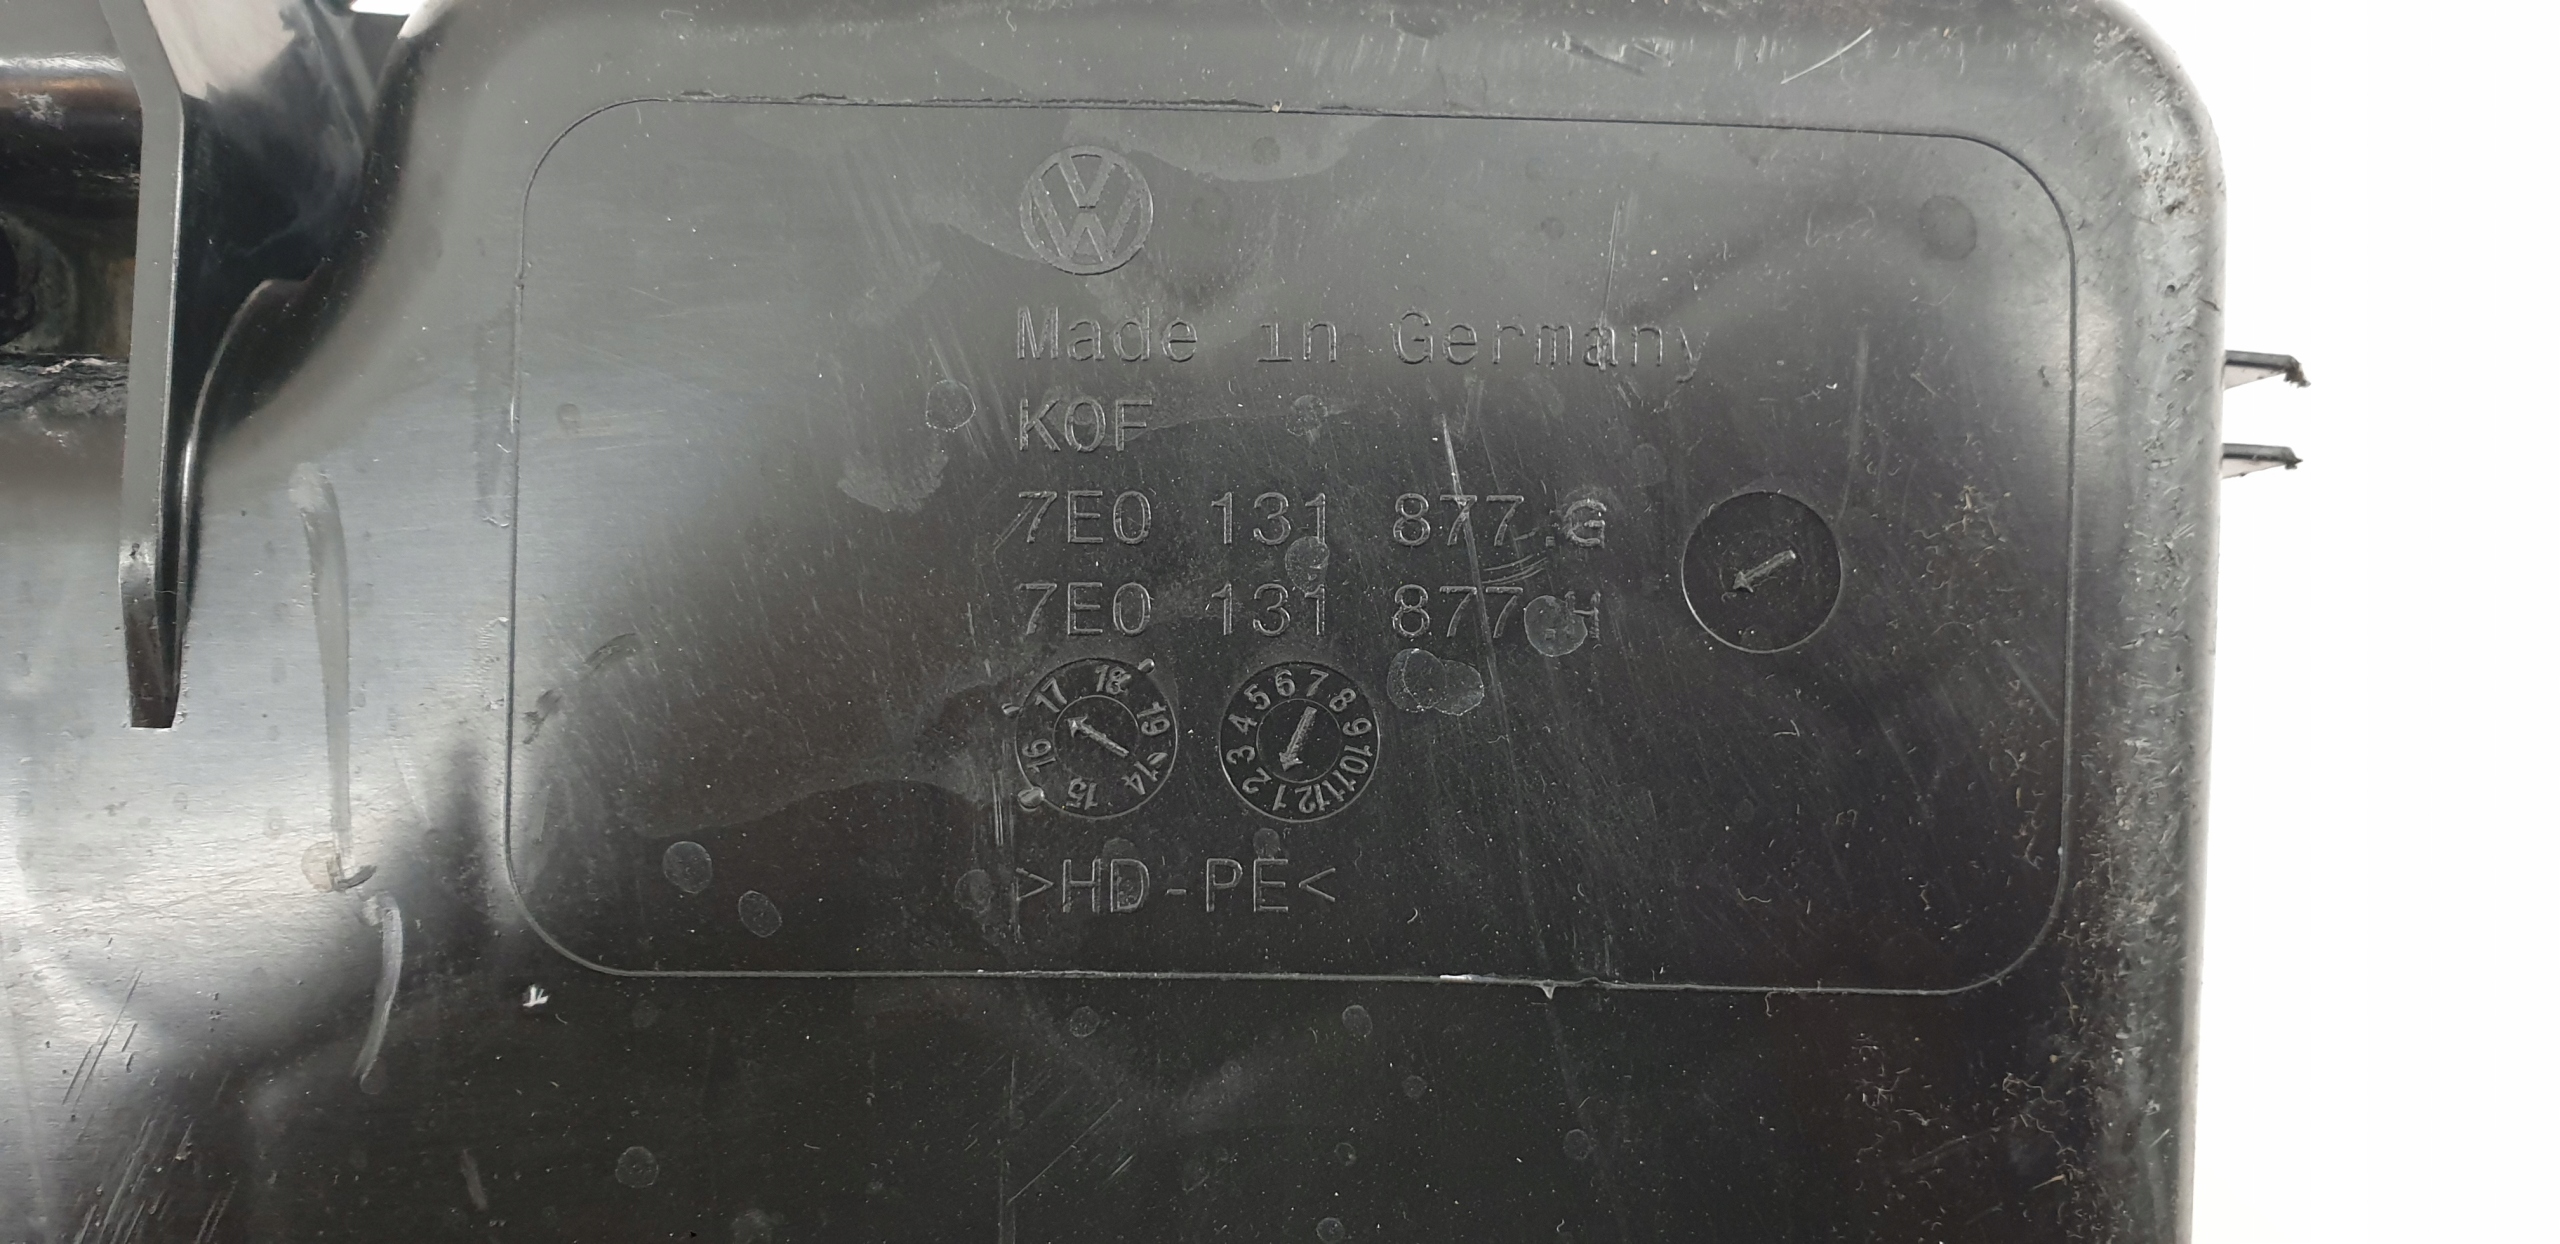 Made in Germany
KOF
7E0 131 877.G
7E0 131 877.H
14 15 16 17 18 19
1 2 3 4 5 6 7 8 9 10 11 12
>HD-PE<